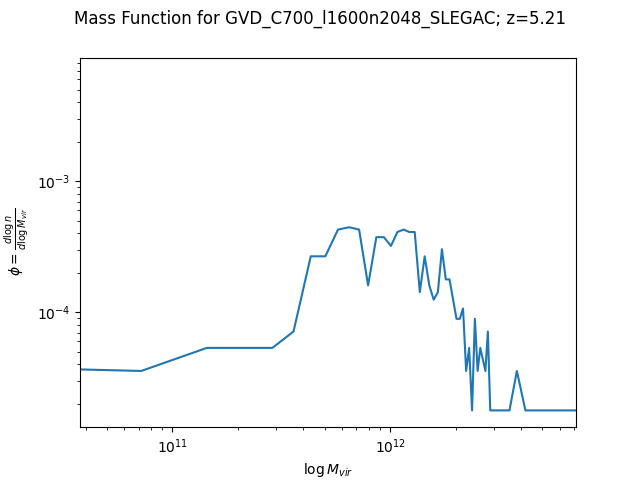 Mass Function for GVD_C700_l1600n2048_SLEGAC; z=5.21
10⁻³
10⁻⁴
ϕ = d log n / d log M_vir
10¹¹
10¹²
log M_vir